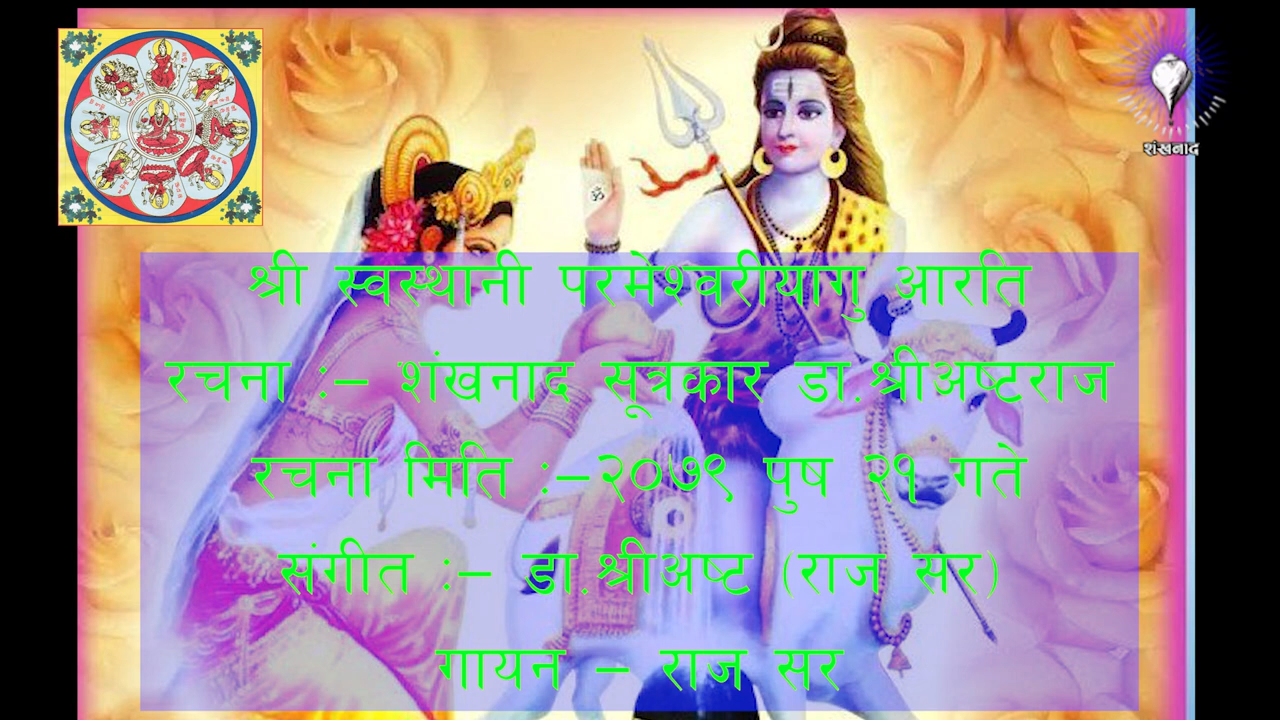 शंखनाद
श्री स्वस्थानी परमेश्वरीयागु आरति
रचना :– शंखनाद सूत्रकार डा.श्रीअष्टराज
रचना मिति :–२०७९ पुष २१ गते
संगीत :– डा.श्रीअष्ट (राज सर)
गायन – राज सर